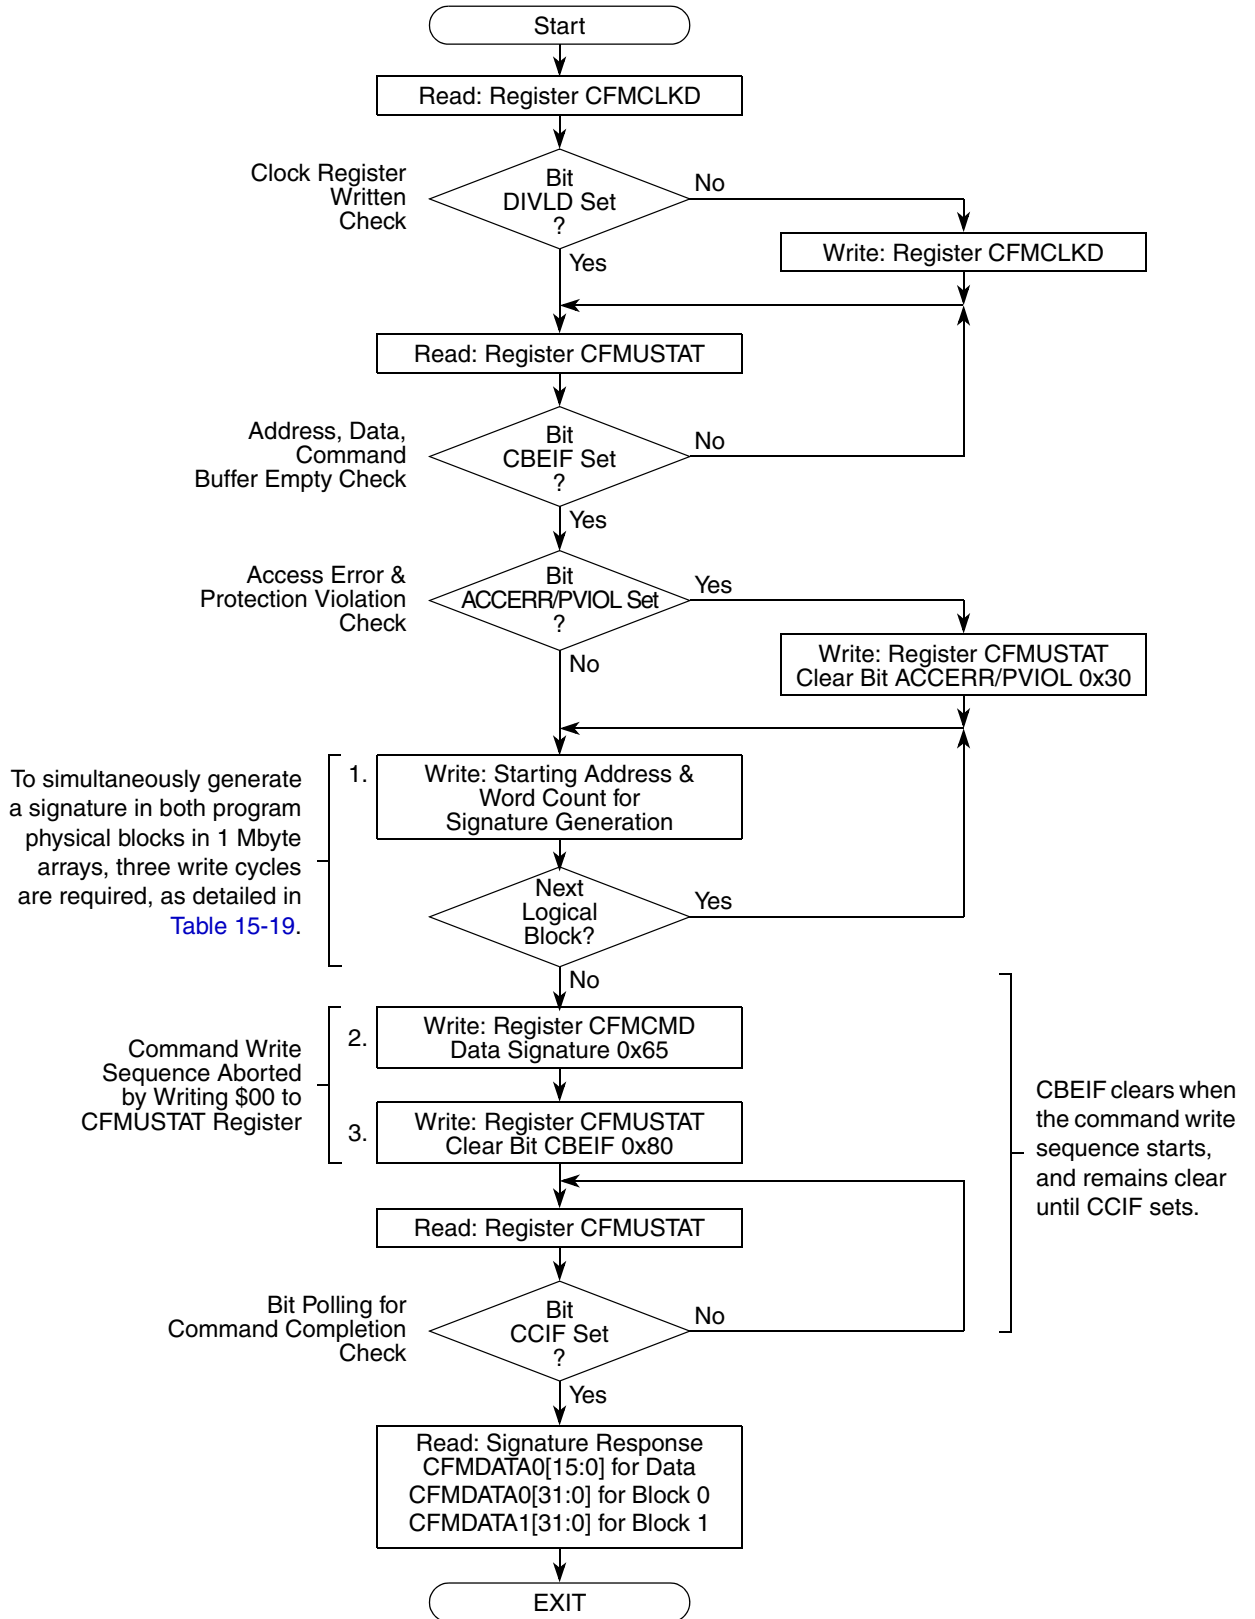 Start
Read: Register CFMCLKD
Clock Register
Written
Check
Bit
DIVLD Set
?
No
Write: Register CFMCLKD
Yes
Read: Register CFMUSTAT
Address, Data,
Command
Buffer Empty Check
Bit
CBEIF Set
?
No
Yes
Access Error &
Protection Violation
Check
Bit
ACCERR/PVIOL Set
?
Yes
Write: Register CFMUSTAT
Clear Bit ACCERR/PVIOL 0x30
No
To simultaneously generate
a signature in both program
physical blocks in 1 Mbyte
arrays, three write cycles
are required, as detailed in
Table 15-19.
1.
Write: Starting Address &
Word Count for
Signature Generation
Next
Logical
Block?
Yes
No
Command Write
Sequence Aborted
by Writing $00 to
CFMUSTAT Register
2.
Write: Register CFMCMD
Data Signature 0x65
3.
Write: Register CFMUSTAT
Clear Bit CBEIF 0x80
CBEIF clears when
the command write
sequence starts,
and remains clear
until CCIF sets.
Read: Register CFMUSTAT
Bit Polling for
Command Completion
Check
Bit
CCIF Set
?
No
Yes
Read: Signature Response
CFMDATA0[15:0] for Data
CFMDATA0[31:0] for Block 0
CFMDATA1[31:0] for Block 1
EXIT